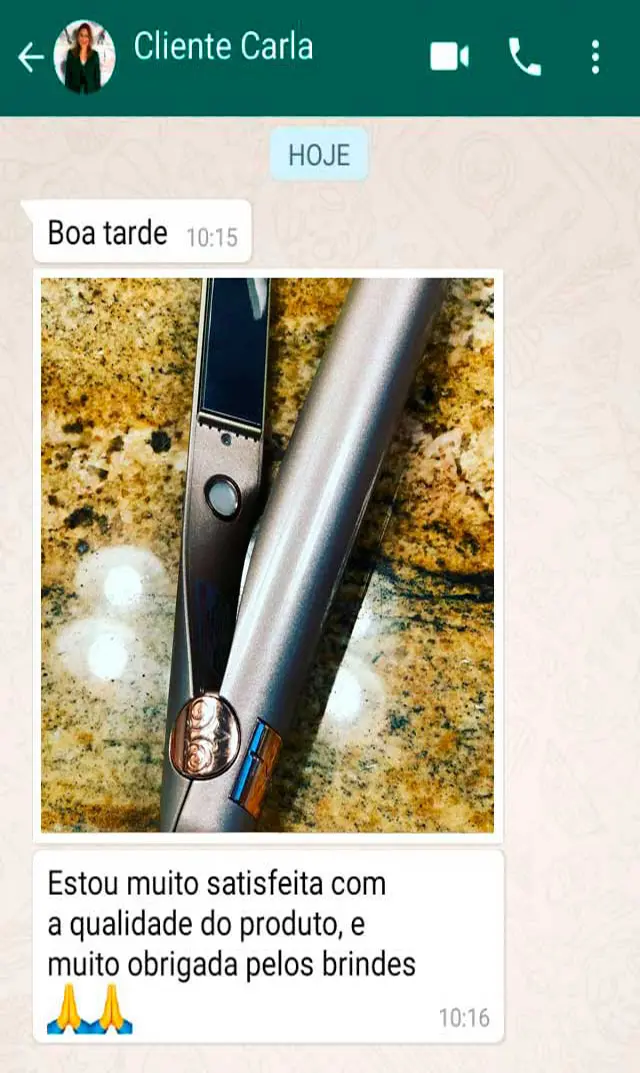 Cliente Carla
HOJE
Boa tarde 10:15
Estou muito satisfeita com
a qualidade do produto, e
muito obrigada pelos brindes
🙏🙏 10:16